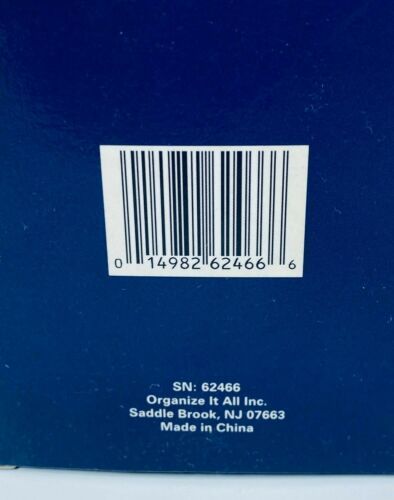 0 14982 62466 6
SN: 62466
Organize It All Inc.
Saddle Brook, NJ 07663
Made in China